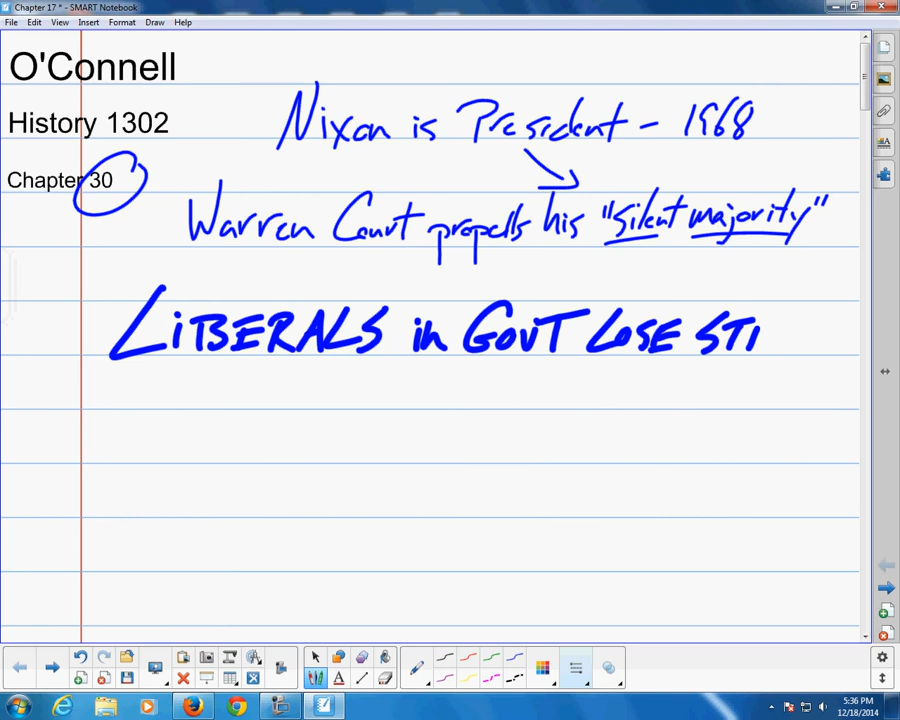 Chapter 17 * - SMART Notebook
File Edit View Insert Format Draw Help
O'Connell
History 1302
Nixon is President - 1968
Chapter 30
Warren Court propells his "silent majority"
LIBERALS in GOVT LOSE STI
5:36 PM
12/18/2014